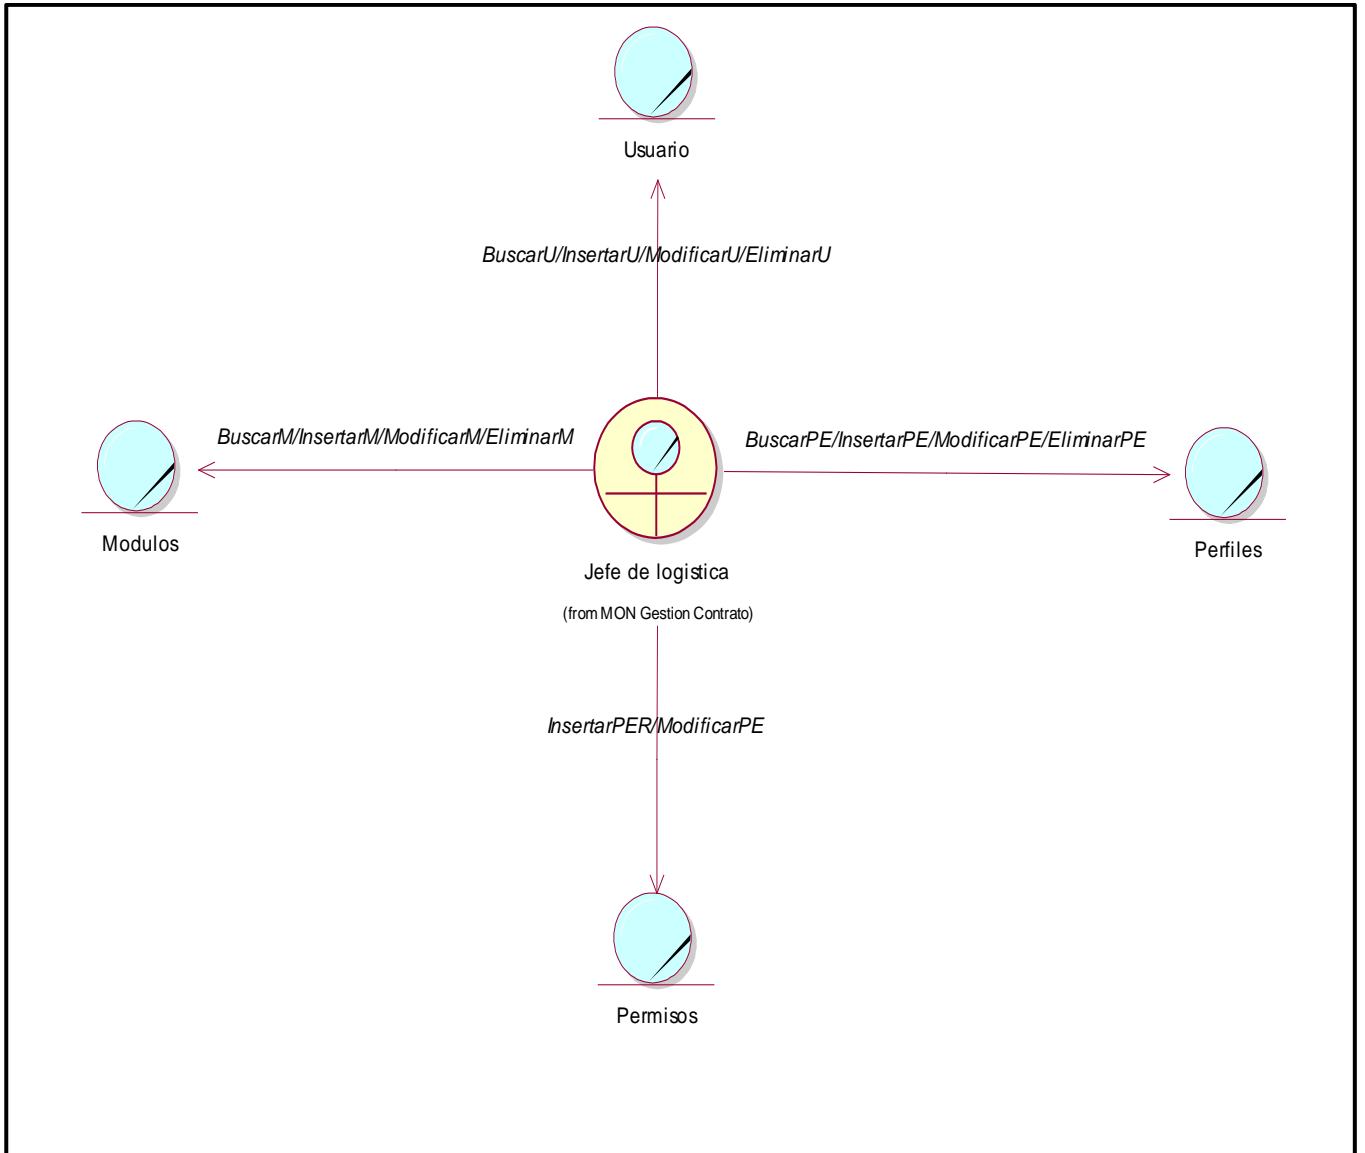 Usuario
BuscarU/InsertarU/ModificarU/EliminarU
BuscarM/InsertarM/ModificarM/EliminarM
BuscarPE/InsertarPE/ModificarPE/EliminarPE
Modulos
Perfiles
Jefe de logistica
(from MON Gestion Contrato)
InsertarPER/ModificarPE
Permisos